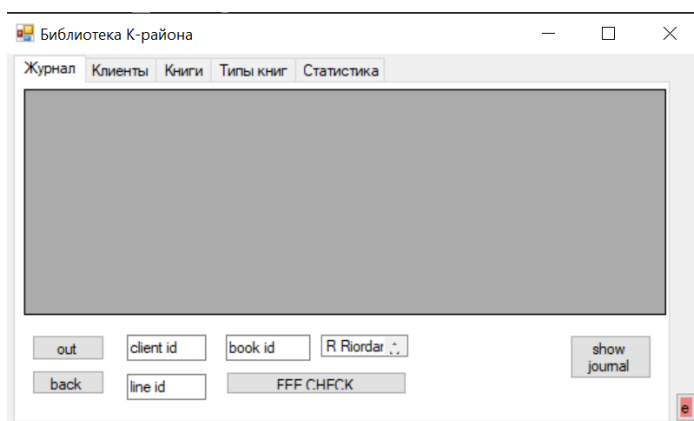 Библиотека К-района
Журнал Клиенты Книги Типы книг Статистика
out client id book id R Riordar show journal
back line id FEE CHECK
e